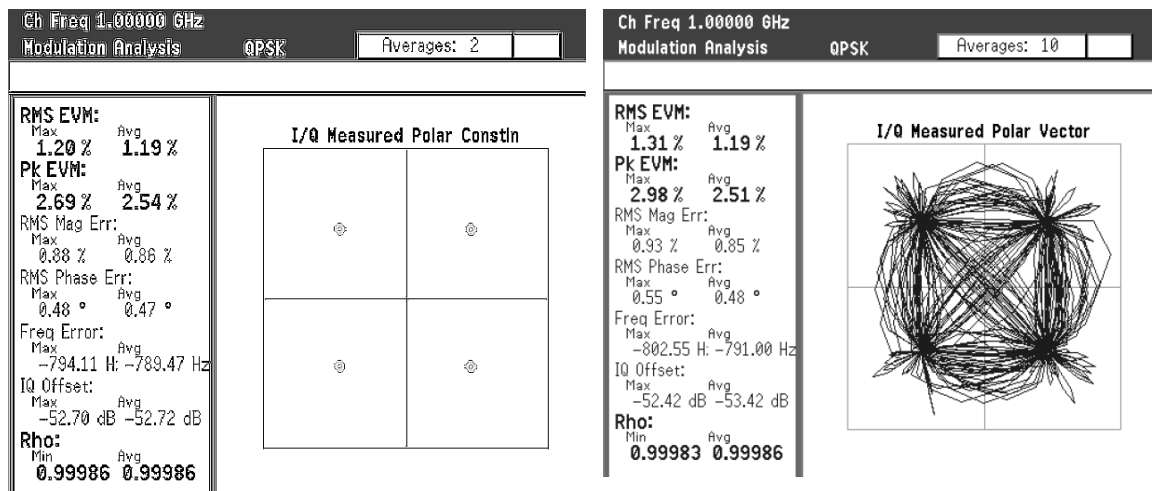 Ch Freq 1.00000 GHz
Modulation Analysis QPSK Averages: 2
RMS EVM:
Max Avg
1.20 % 1.19 %
Pk EVM:
Max Avg
2.69 % 2.54 %
RMS Mag Err:
Max Avg
0.88 % 0.86 %
RMS Phase Err:
Max Avg
0.48 ° 0.47 °
Freq Error:
Max Avg
-794.11 H: -789.47 Hz
IQ Offset:
Max Avg
-52.70 dB -52.72 dB
Rho:
Min Avg
0.99986 0.99986
I/Q Measured Polar Constln
Ch Freq 1.00000 GHz
Modulation Analysis QPSK Averages: 10
RMS EVM:
Max Avg
1.31 % 1.19 %
Pk EVM:
Max Avg
2.98 % 2.51 %
RMS Mag Err:
Max Avg
0.93 % 0.85 %
RMS Phase Err:
Max Avg
0.55 ° 0.48 °
Freq Error:
Max Avg
-802.55 H: -791.00 Hz
IQ Offset:
Max Avg
-52.42 dB -53.42 dB
Rho:
Min Avg
0.99983 0.99986
I/Q Measured Polar Vector